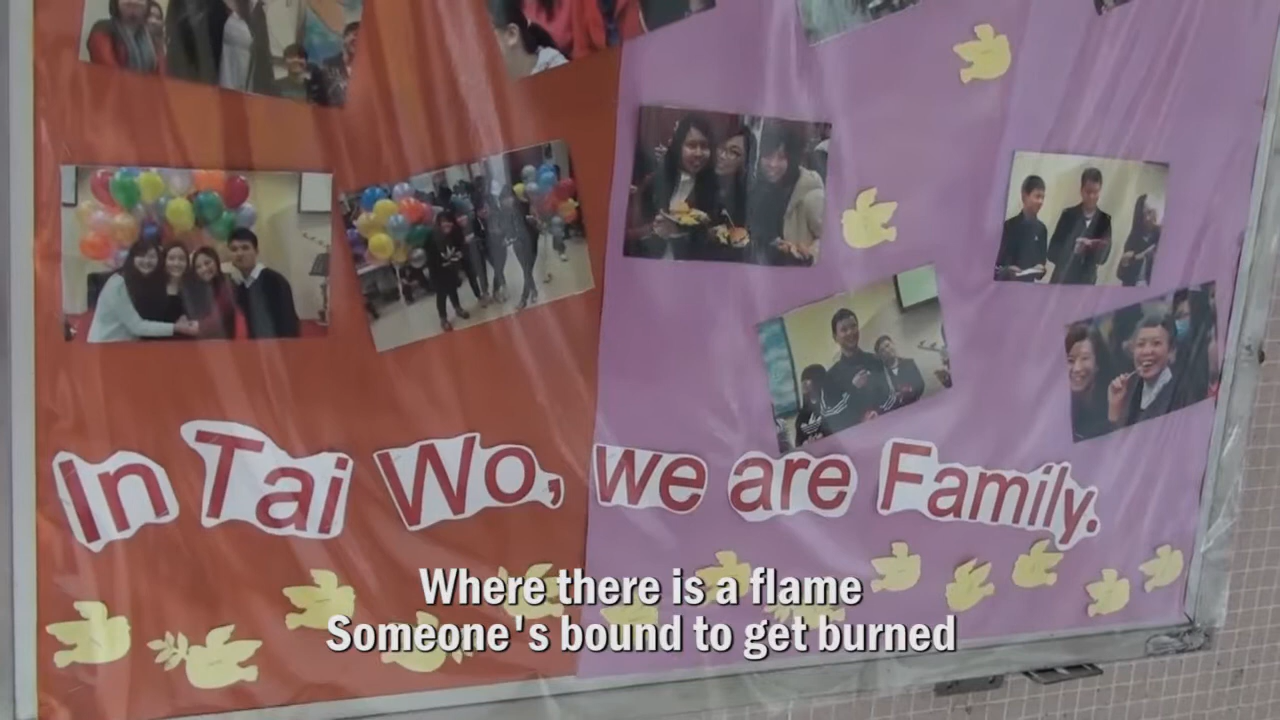 In Tai Wo, we are Family.
Where there is a flame
Someone's bound to get burned